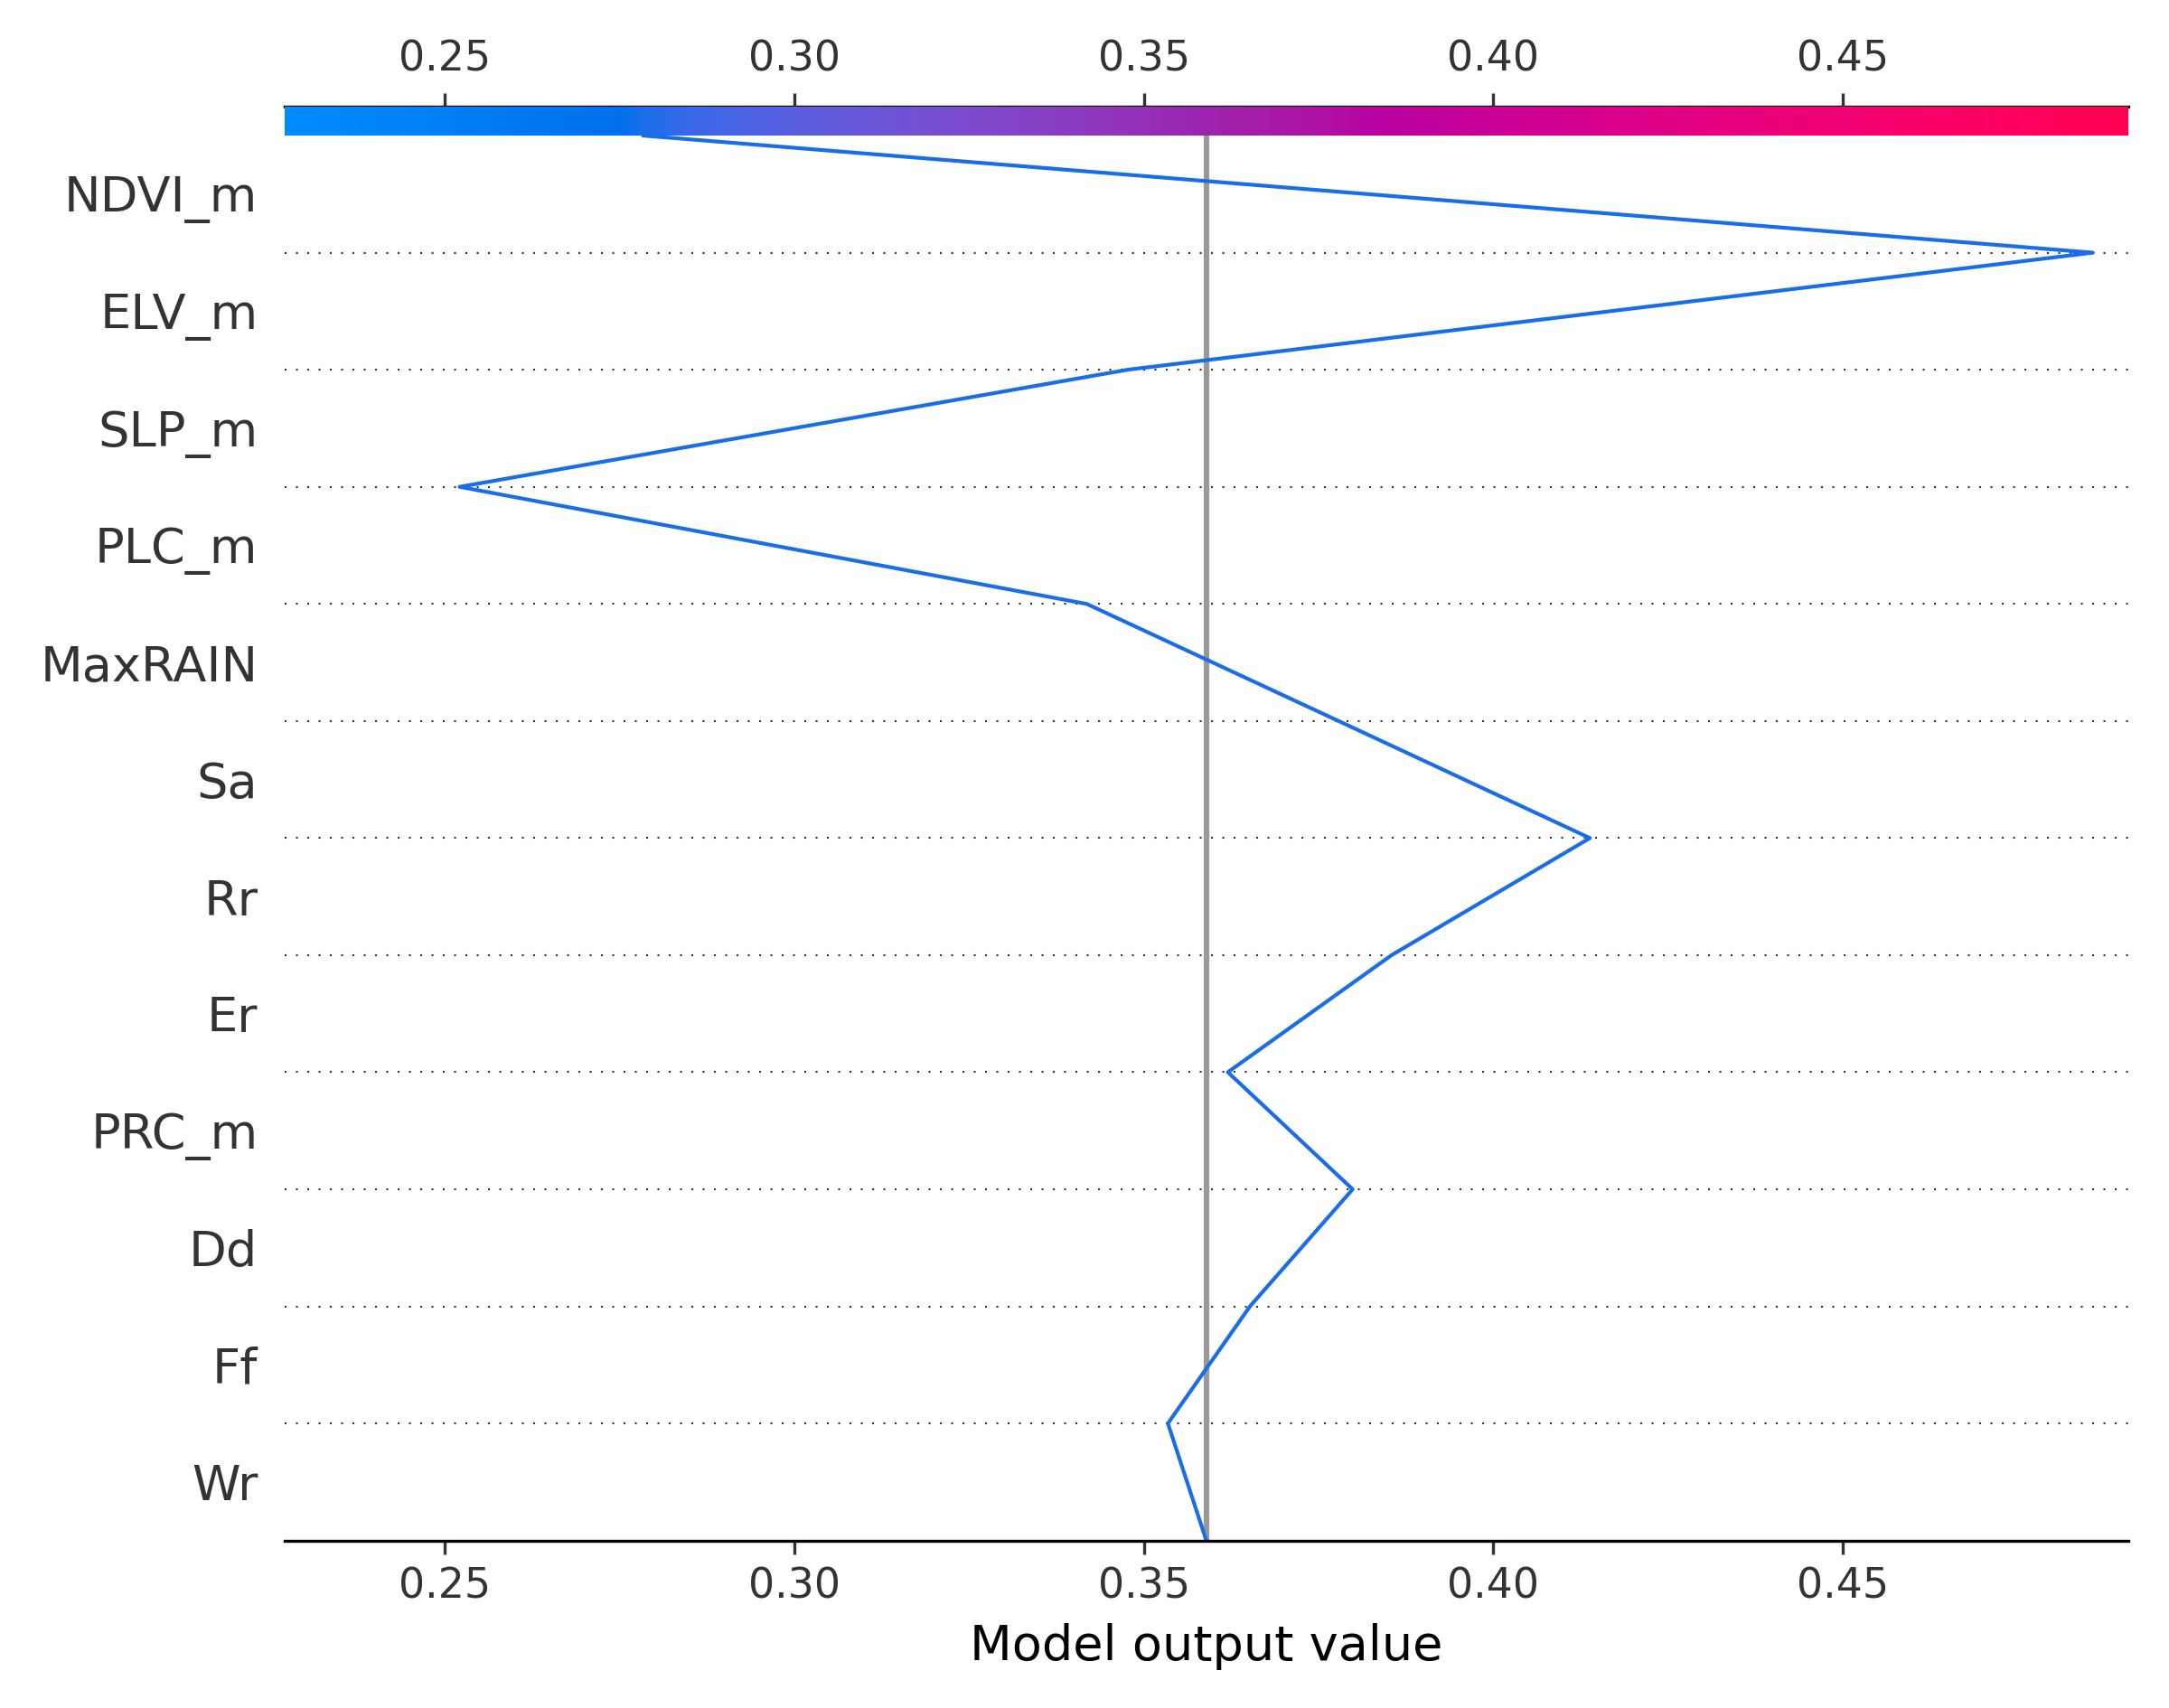 0.25 0.30 0.35 0.40 0.45
NDVI_m
ELV_m
SLP_m
PLC_m
MaxRAIN
Sa
Rr
Er
PRC_m
Dd
Ff
Wr
0.25 0.30 0.35 0.40 0.45
Model output value